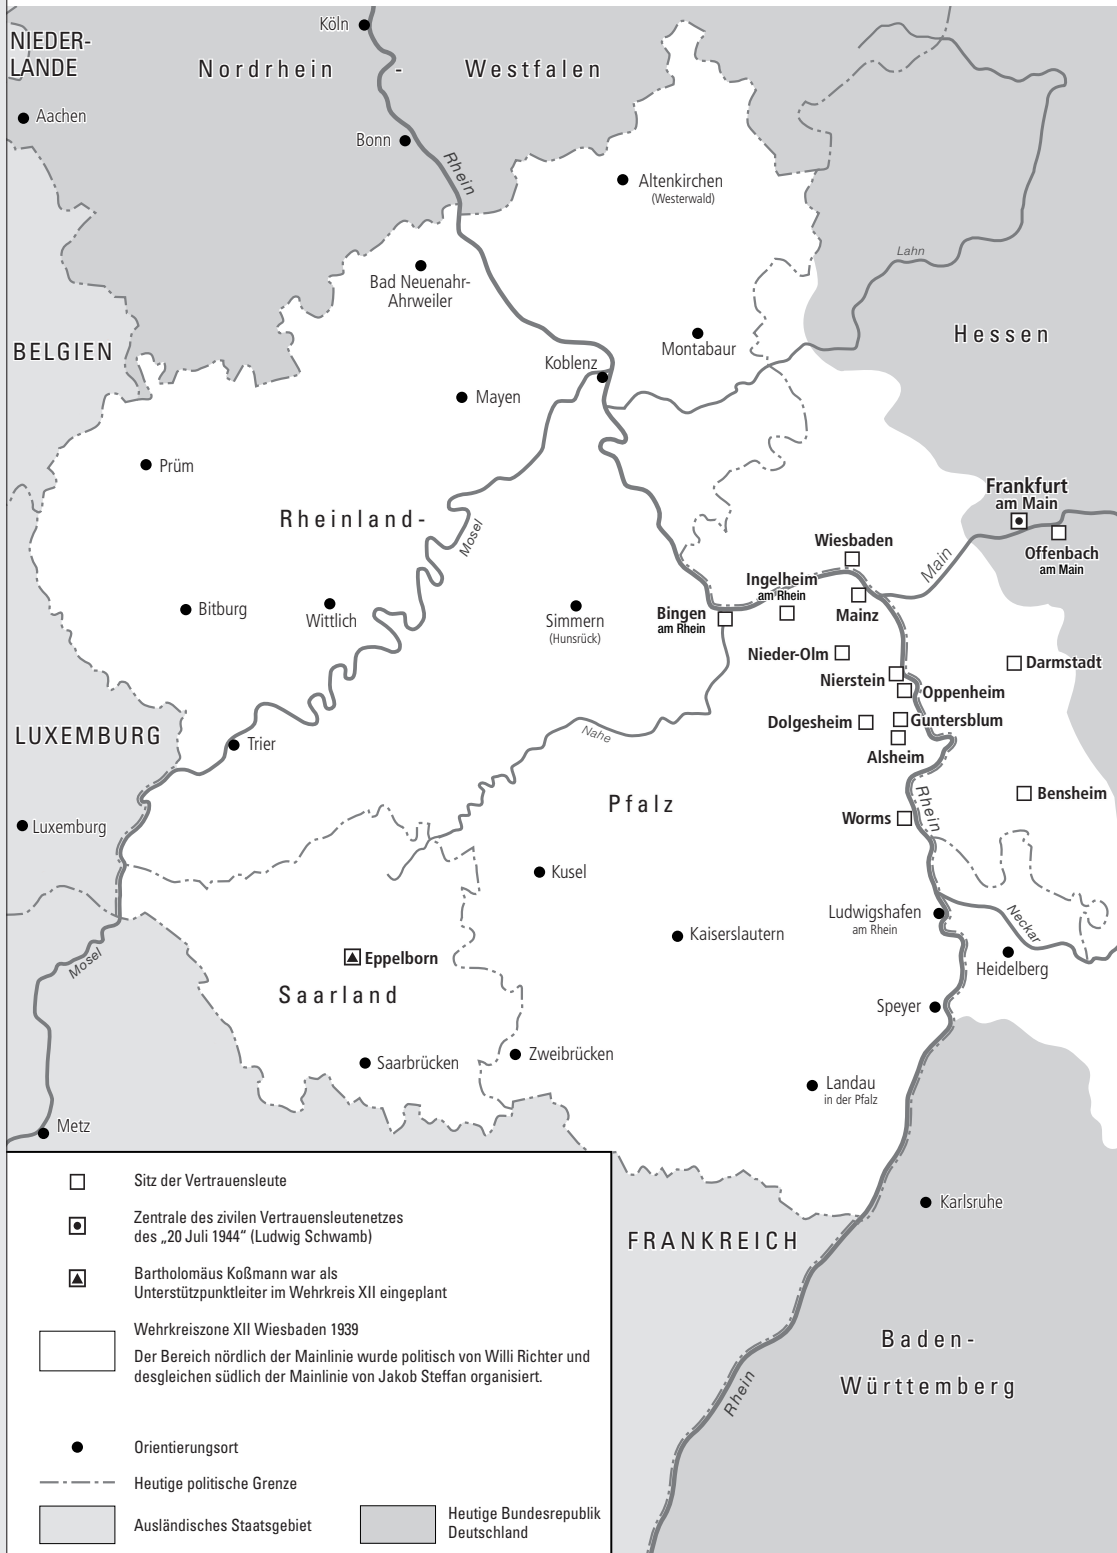 Köln
NIEDER-
LANDE
Nordrhein - Westfalen
Aachen
Bonn
Rhein
Altenkirchen
(Westerwald)
Lahn
Bad Neuenahr-
Ahrweiler
Hessen
Montabaur
BELGIEN
Koblenz
Mayen
Prüm
Frankfurt
am Main
Rheinland-
Mosel
Wiesbaden
Main
Offenbach
am Main
Ingelheim
am Rhein
Bitburg
Wittlich
Simmern
(Hunsrück)
Bingen
am Rhein
Mainz
Nieder-Olm
Darmstadt
Nierstein
Oppenheim
LUXEMBURG
Trier
Nahe
Dolgesheim
Guntersblum
Alsheim
Pfalz
Rhein
Bensheim
Luxemburg
Worms
Kusel
Ludwigshafen
am Rhein
Neckar
Kaiserslautern
Mosel
Eppelborn
Heidelberg
Saarland
Speyer
Saarbrücken
Zweibrücken
Landau
in der Pfalz
Metz
Karlsruhe
FRANKREICH
Baden-
Württemberg
Rhein
Sitz der Vertrauensleute
Zentrale des zivilen Vertrauensleutenetzes
des „20 Juli 1944“ (Ludwig Schwamb)
Bartholomäus Koßmann war als
Unterstützpunktleiter im Wehrkreis XII eingeplant
Wehrkreiszone XII Wiesbaden 1939
Der Bereich nördlich der Mainlinie wurde politisch von Willi Richter und
desgleichen südlich der Mainlinie von Jakob Steffan organisiert.
Orientierungsort
Heutige politische Grenze
Ausländisches Staatsgebiet
Heutige Bundesrepublik
Deutschland